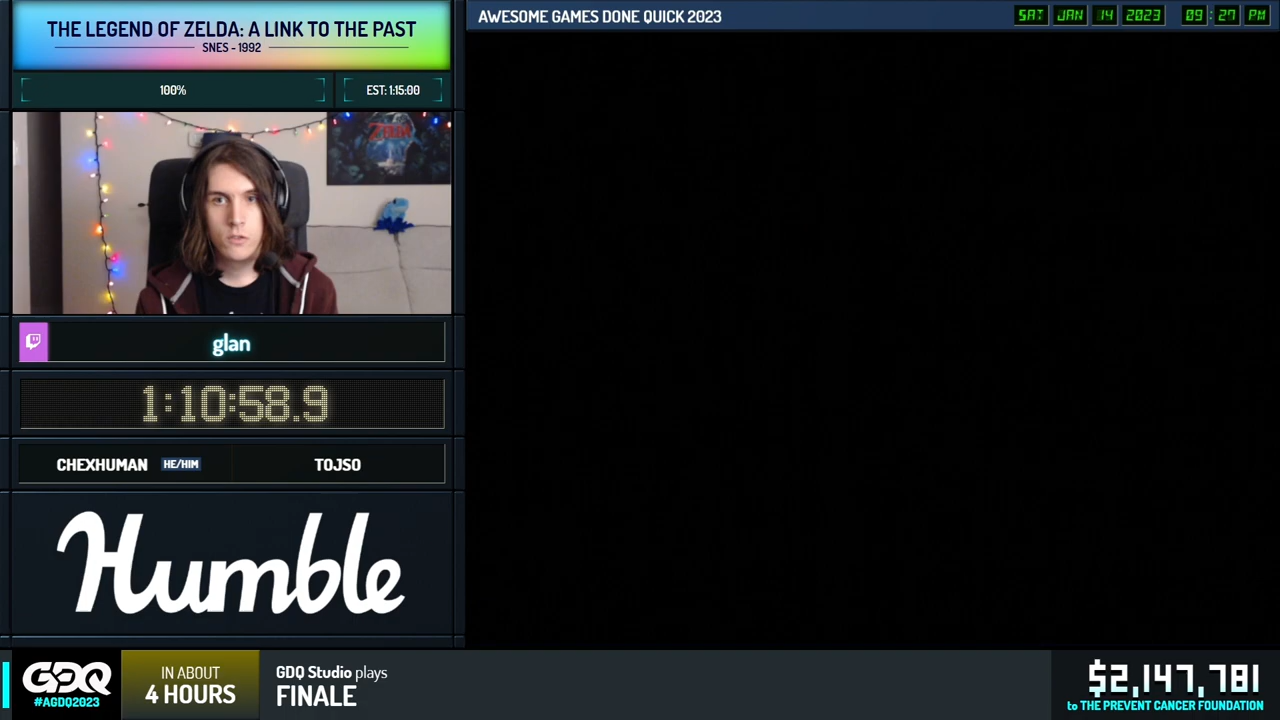 THE LEGEND OF ZELDA: A LINK TO THE PAST
SNES - 1992
AWESOME GAMES DONE QUICK 2023
SAT JAN 14 2023 09:27 PM
100%
EST: 1:15:00
ZELDA
glan
1:10:58.9
CHEXHUMAN HE/HIM TOJSO
Humble
GDQ
#AGDQ2023
IN ABOUT
4 HOURS
GDQ Studio plays
FINALE
$2,147,781
to THE PREVENT CANCER FOUNDATION